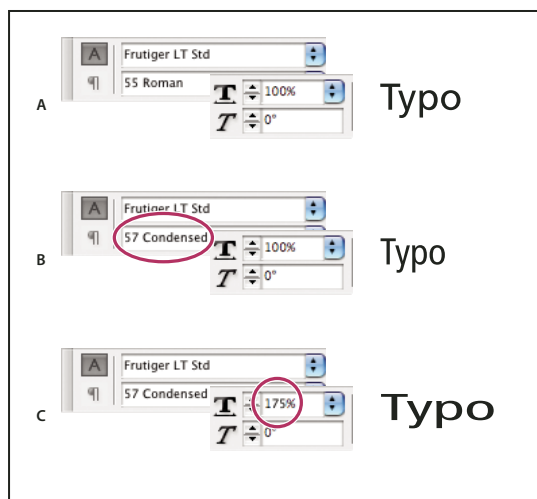 A Frutiger LT Std
¶ 55 Roman
T 100%
T 0°
A
Typo
A Frutiger LT Std
¶ 57 Condensed
T 100%
T 0°
B
Typo
A Frutiger LT Std
¶ 57 Condensed
T 175%
T 0°
C
Typo